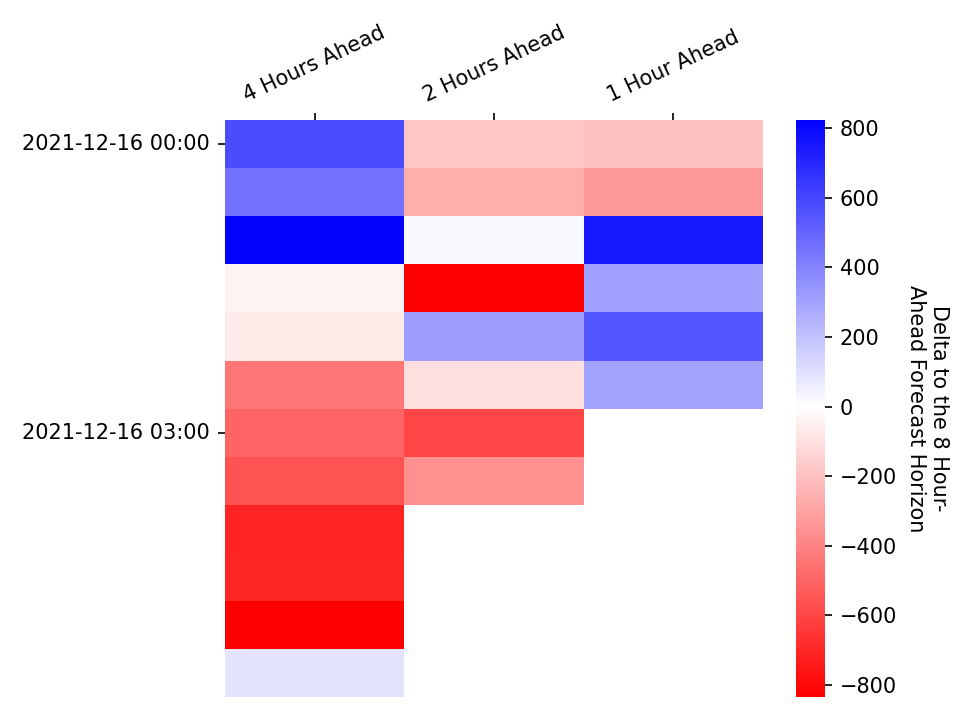 4 Hours Ahead
2 Hours Ahead
1 Hour Ahead
2021-12-16 00:00
2021-12-16 03:00
800
600
400
200
0
−200
−400
−600
−800
Delta to the 8 Hour-
Ahead Forecast Horizon